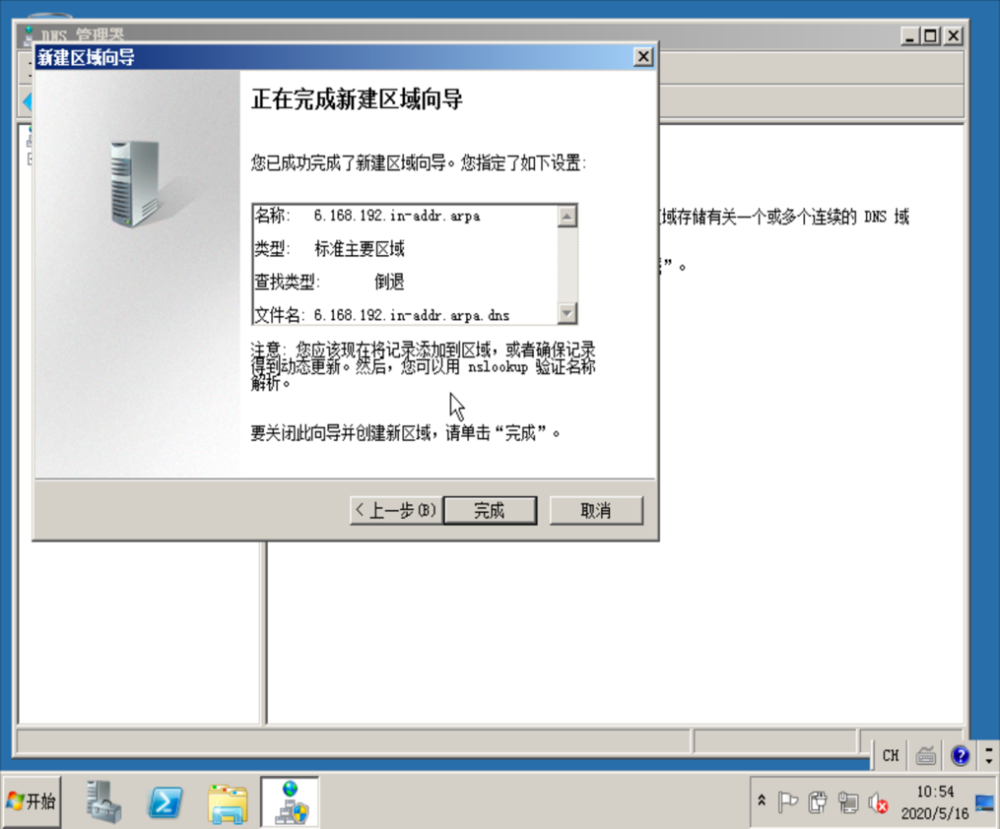 DNS 管理器
新建区域向导
正在完成新建区域向导
您已成功完成了新建区域向导。您指定了如下设置:
名称: 6.168.192.in-addr.arpa
类型: 标准主要区域
查找类型: 倒退
文件名: 6.168.192.in-addr.arpa.dns
注意: 您应该现在将记录添加到区域，或者确保记录
得到动态更新。然后，您可以用 nslookup 验证名称
解析。
要关闭此向导并创建新区域，请单击“完成”。
域存储有关一个或多个连续的 DNS 域
”。
< 上一步(B)
完成
取消
CH
开始
10:54
2020/5/16